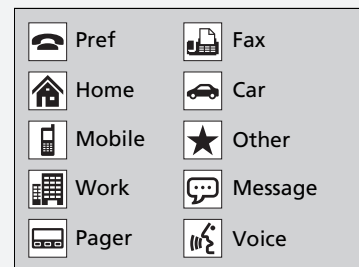 Pref
Home
Mobile
Work
Pager
Fax
Car
Other
Message
Voice